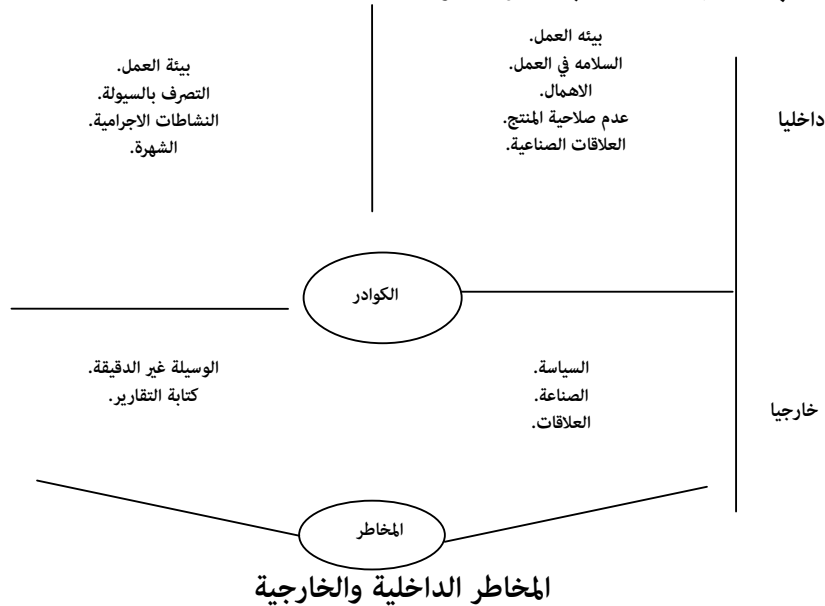 بيئه العمل.
السلامه في العمل.
الاهمال.
عدم صلاحية المنتج.
العلاقات الصناعية.
بيئة العمل.
التصرف بالسيولة.
النشاطات الاجرامية.
الشهرة.
داخليا
الكوادر
السياسة.
الصناعة.
العلاقات.
الوسيلة غير الدقيقة.
كتابة التقارير.
خارجيا
المخاطر
المخاطر الداخلية والخارجية